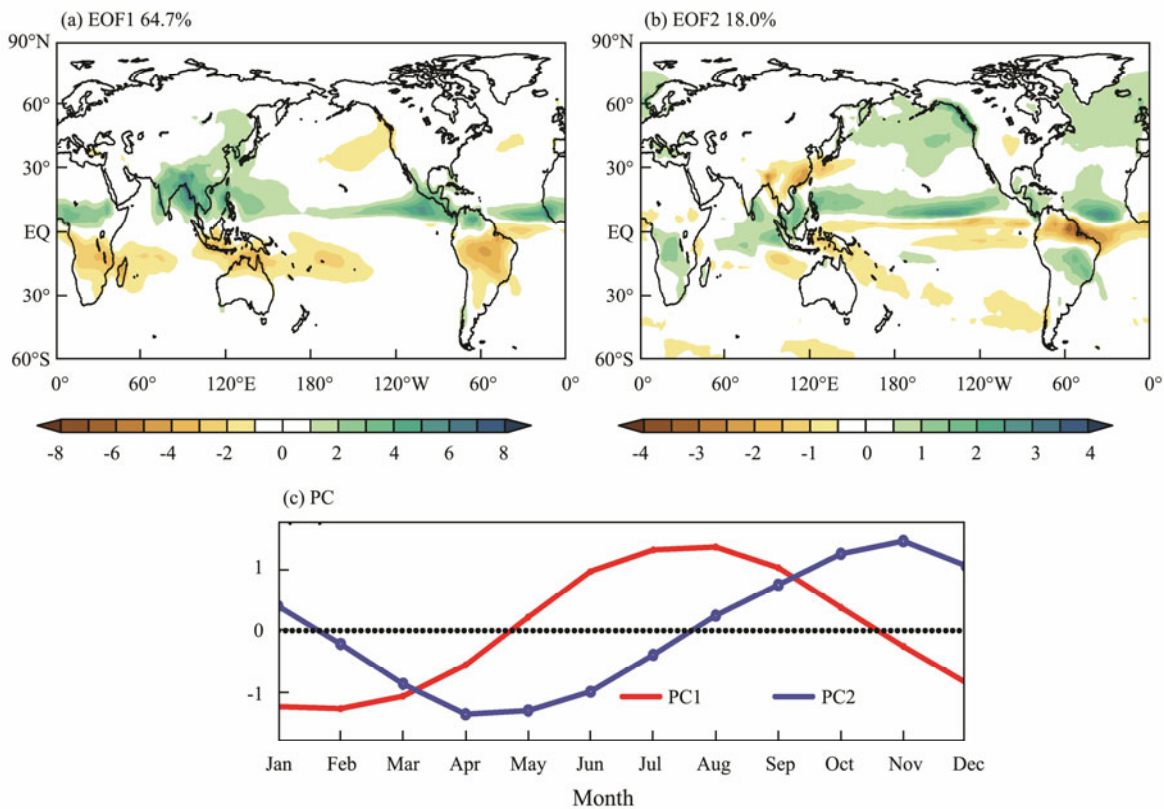 (a) EOF1 64.7%
(b) EOF2 18.0%
90°N
60°
30°
EQ
30°
60°S
0° 60° 120°E 180° 120°W 60° 0°
90°N
60°
30°
EQ
30°
60°S
0° 60° 120°E 180° 120°W 60° 0°
-8 -6 -4 -2 0 2 4 6 8
-4 -3 -2 -1 0 1 2 3 4
(c) PC
1
0
-1
PC1 PC2
Jan Feb Mar Apr May Jun Jul Aug Sep Oct Nov Dec
Month